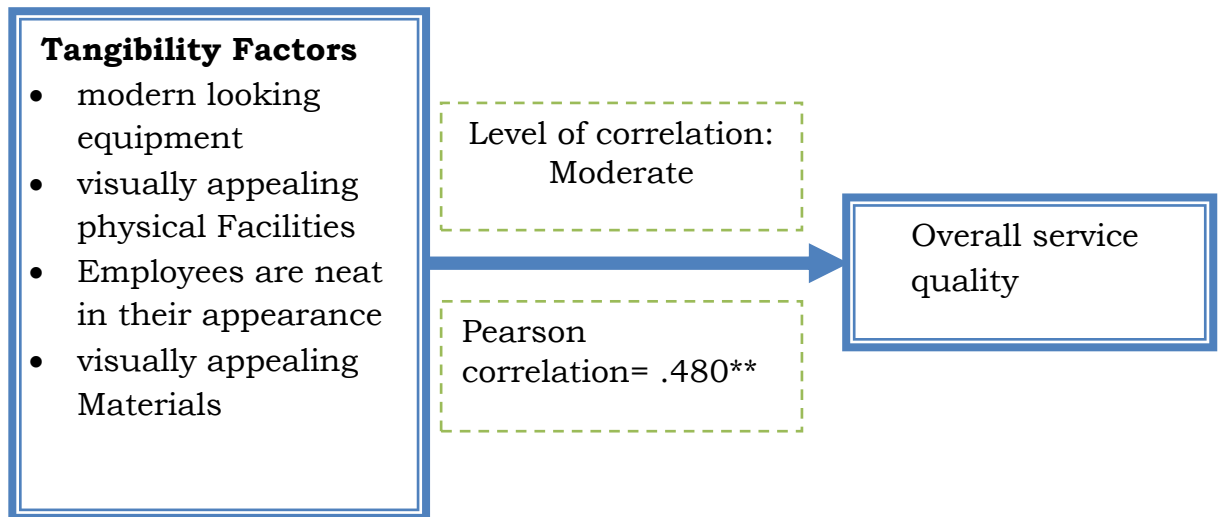 Tangibility Factors
• modern looking
equipment
• visually appealing
physical Facilities
• Employees are neat
in their appearance
• visually appealing
Materials
Level of correlation:
Moderate
Pearson
correlation= .480**
Overall service
quality